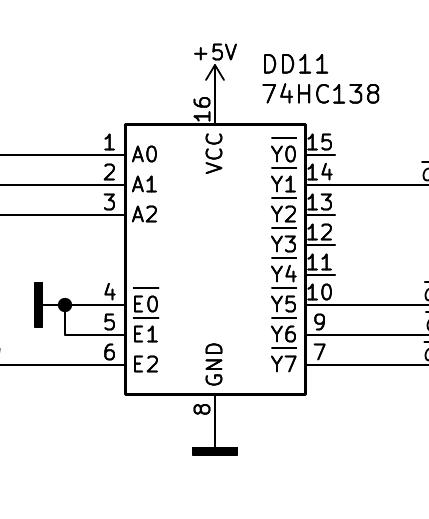 +5V
DD11
74HC138
16
VCC
1 A0
2 A1
3 A2
4 E0
5 E1
6 E2
Y0 15
Y1 14
Y2 13
Y3 12
Y4 11
Y5 10
Y6 9
Y7 7
GND
8